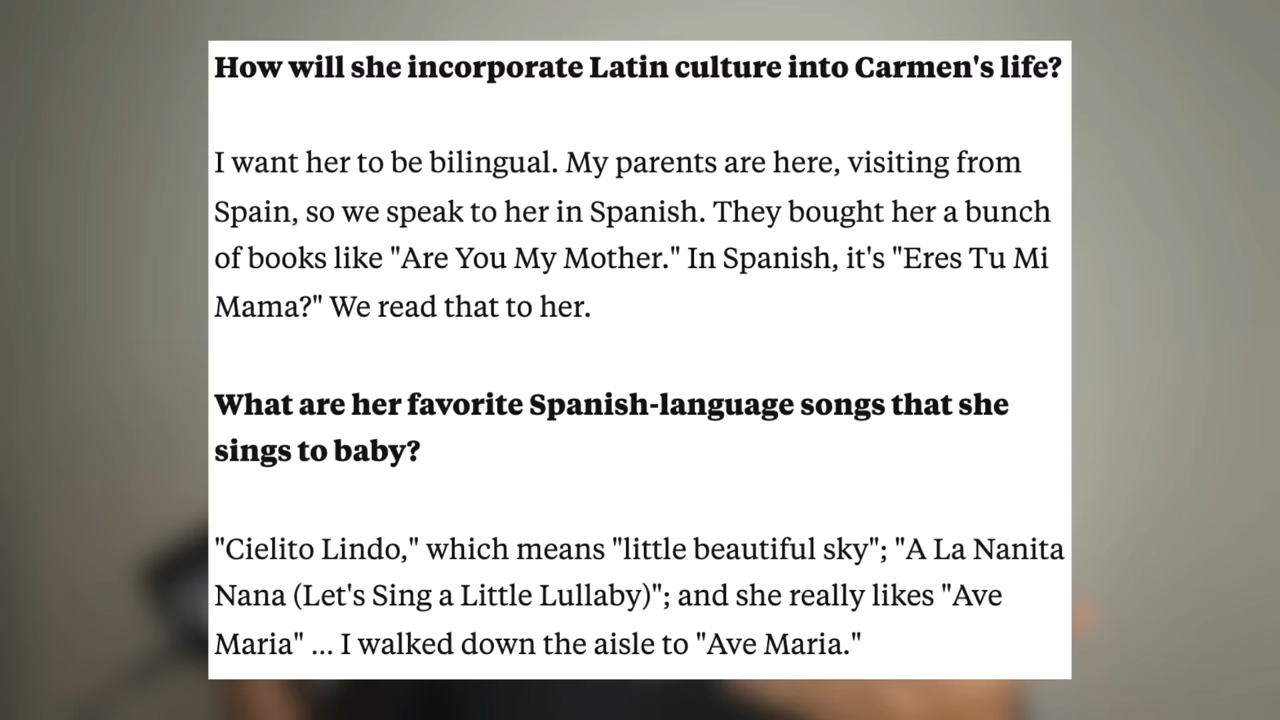 How will she incorporate Latin culture into Carmen's life?
I want her to be bilingual. My parents are here, visiting from
Spain, so we speak to her in Spanish. They bought her a bunch
of books like "Are You My Mother." In Spanish, it's "Eres Tu Mi
Mama?" We read that to her.
What are her favorite Spanish-language songs that she
sings to baby?
"Cielito Lindo," which means "little beautiful sky"; "A La Nanita
Nana (Let's Sing a Little Lullaby)"; and she really likes "Ave
Maria" ... I walked down the aisle to "Ave Maria."